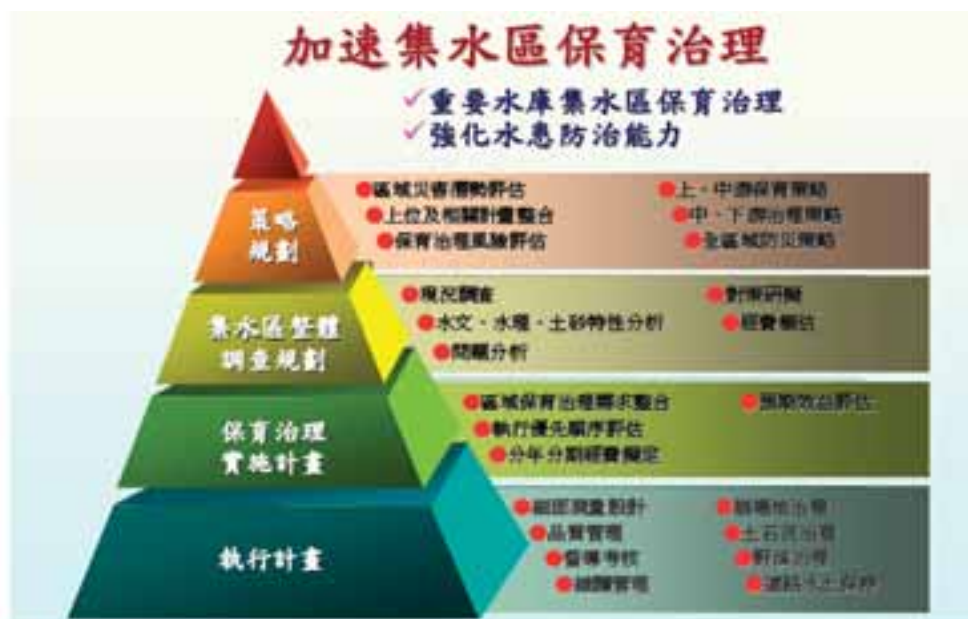 加速集水區保育治理
✓重要水庫集水區保育治理
✓強化水患防治能力
策略
規劃
●區域災害潛勢評估
●上位及相關計畫整合
●保育治理風險評估
●上、中游保育策略
●中、下游治理策略
●全區域防災策略
集水區整體
調查規劃
●現況調查
●水文、水理、土砂特性分析
●問題分析
●對策研擬
●經費概估
保育治理
實施計畫
●區域保育治理需求整合
●執行優先順序評估
●分年分期經費擬定
●預期效益評估
執行計畫
●細部測量設計
●品質管理
●督導考核
●維護管理
●崩塌地治理
●土石流治理
●野溪治理
●道路水土保持